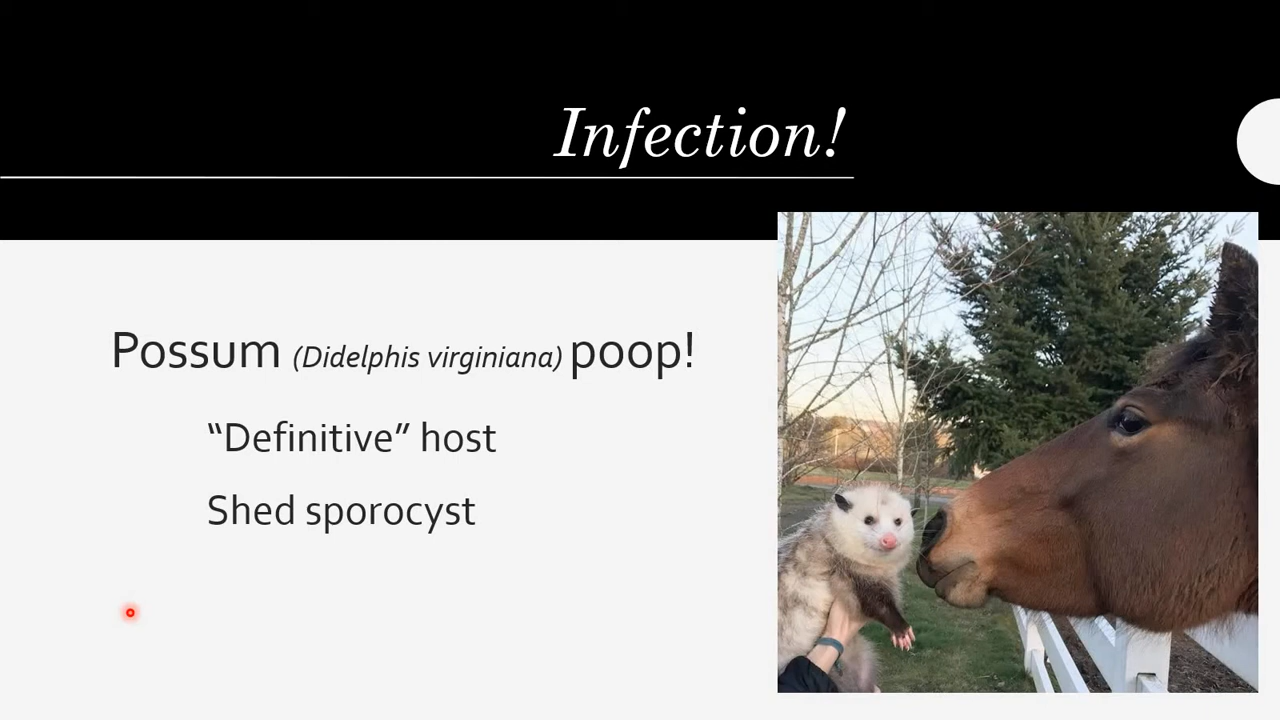 Infection!
Possum (Didelphis virginiana) poop!
“Definitive” host
Shed sporocyst